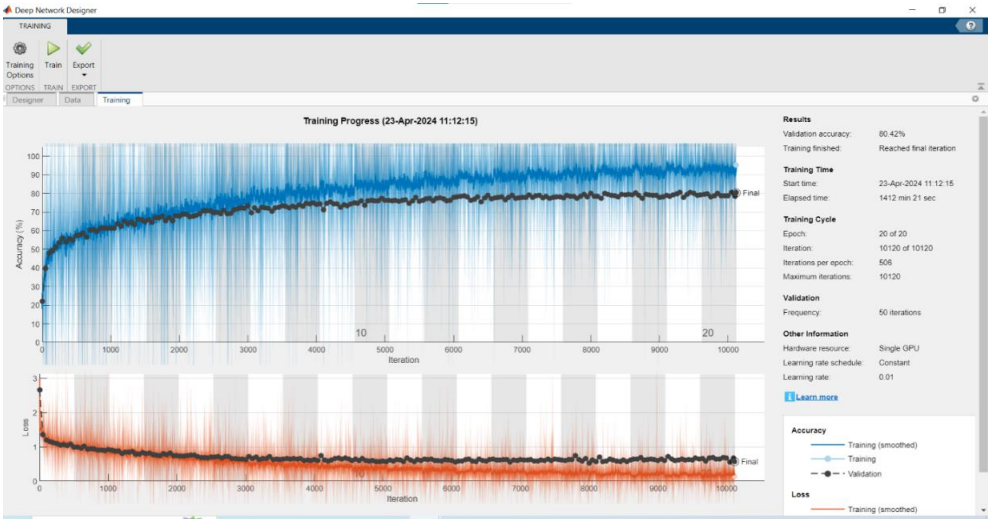 Deep Network Designer
TRAINING
Training Options
Train
Export
OPTIONS
TRAIN
EXPORT
Designer
Data
Training
Training Progress (23-Apr-2024 11:12:15)
Accuracy (%)
100
90
80
70
60
50
40
30
20
10
0
Final
10
20
0 1000 2000 3000 4000 5000 6000 7000 8000 9000 10000
Iteration
Loss
3
2
1
0
Final
0 1000 2000 3000 4000 5000 6000 7000 8000 9000 10000
Iteration
Results
Validation accuracy: 80.42%
Training finished: Reached final iteration
Training Time
Start time: 23-Apr-2024 11:12:15
Elapsed time: 1412 min 21 sec
Training Cycle
Epoch: 20 of 20
Iteration: 10120 of 10120
Iterations per epoch: 506
Maximum iterations: 10120
Validation
Frequency: 50 iterations
Other Information
Hardware resource: Single GPU
Learning rate schedule: Constant
Learning rate: 0.01
Learn more
Accuracy
Training (smoothed)
Training
Validation
Loss
Training (smoothed)